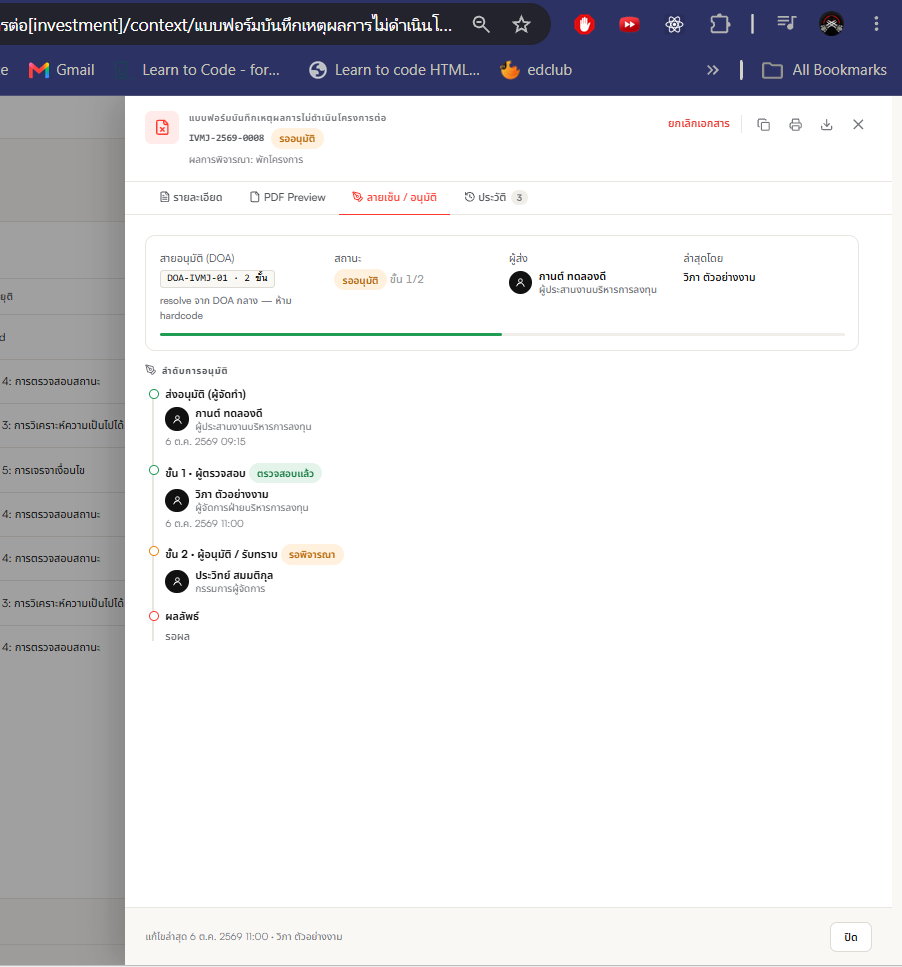 รต่อ[investment]/context/แบบฟอร์มบันทึกเหตุผลการไม่ดำเนินโ...
e
Gmail
Learn to Code - for...
Learn to code HTML...
edclub
»
All Bookmarks
แบบฟอร์มบันทึกเหตุผลการไม่ดำเนินโครงการต่อ
IVMJ-2569-0008 รออนุมัติ
ผลการพิจารณา: พักโครงการ
ยกเลิกเอกสาร
รายละเอียด
PDF Preview
ลายเซ็น / อนุมัติ
ประวัติ 3
สายอนุมัติ (DOA)
DOA-IVMJ-01 · 2 ขั้น
resolve จาก DOA กลาง — ห้าม
hardcode
สถานะ
รออนุมัติ ขั้น 1/2
ผู้ส่ง
กานต์ ทดลองดี
ผู้ประสานงานบริหารการลงทุน
ล่าสุดโดย
วิภา ตัวอย่างงาม
ลำดับการอนุมัติ
ส่งอนุมัติ (ผู้จัดทำ)
กานต์ ทดลองดี
ผู้ประสานงานบริหารการลงทุน
6 ต.ค. 2569 09:15
ขั้น 1 · ผู้ตรวจสอบ ตรวจสอบแล้ว
วิภา ตัวอย่างงาม
ผู้จัดการฝ่ายบริหารการลงทุน
6 ต.ค. 2569 11:00
ขั้น 2 · ผู้อนุมัติ / รับทราบ รอพิจารณา
ประวิทย์ สมมติกุล
กรรมการผู้จัดการ
ผลลัพธ์
รอผล
ยุติ
d
4: การตรวจสอบสถานะ
3: การวิเคราะห์ความเป็นไปได้
5: การเจรจาเงื่อนไข
4: การตรวจสอบสถานะ
4: การตรวจสอบสถานะ
3: การวิเคราะห์ความเป็นไปได้
4: การตรวจสอบสถานะ
แก้ไขล่าสุด 6 ต.ค. 2569 11:00 · วิภา ตัวอย่างงาม
ปิด